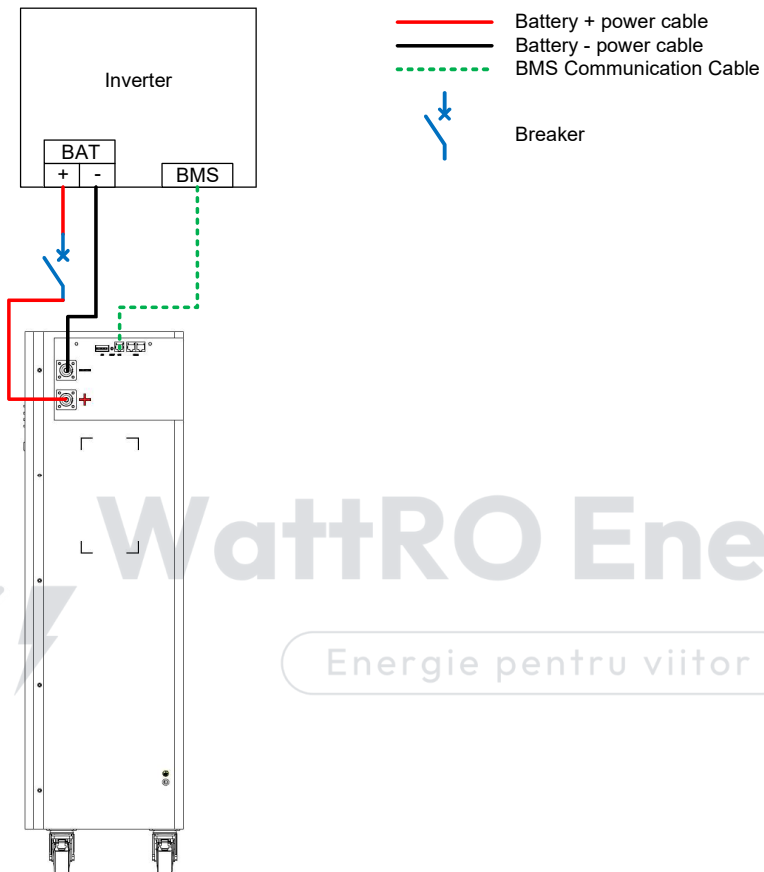 Battery + power cable
Battery - power cable
BMS Communication Cable
Breaker
Inverter
BAT
+ -
BMS
—
+
WattRO Ene
Energie pentru viitor